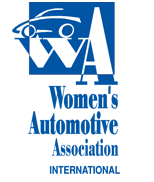 WA
Women's
Automotive
Association
INTERNATIONAL